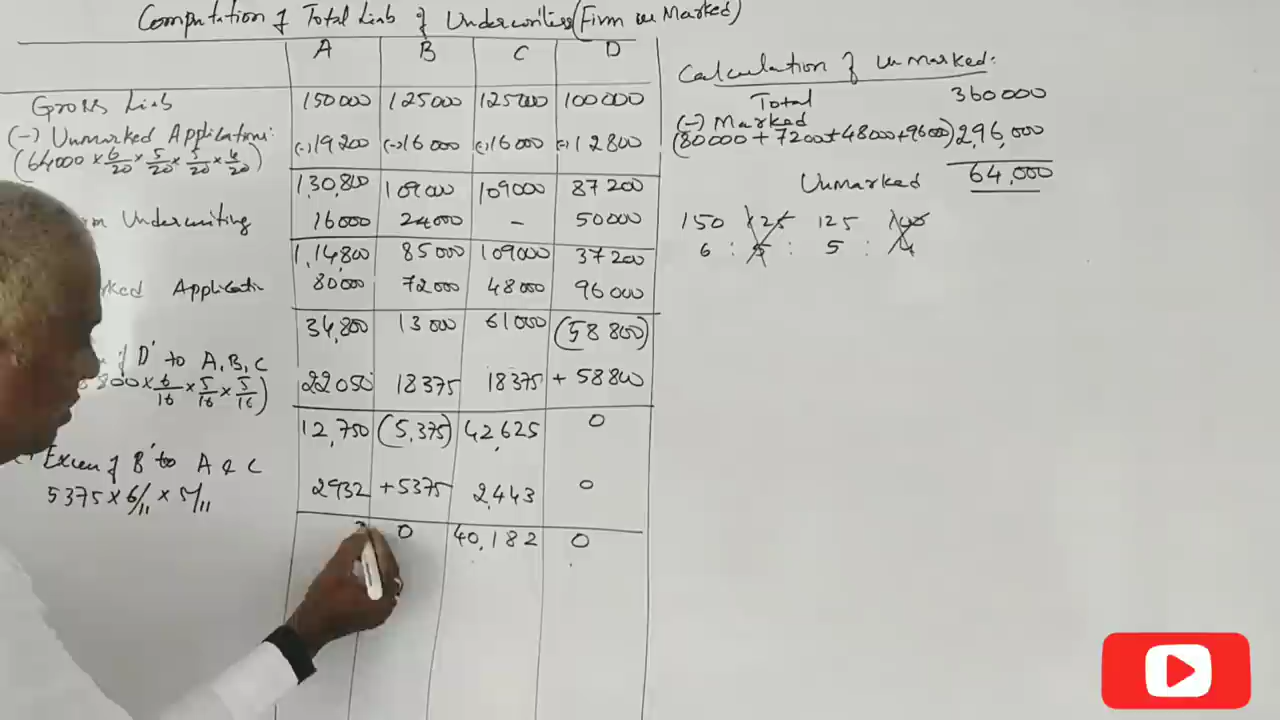 Computation of Total Liab of Underwriters (Firm un Marked)
A B C D
Gross Liab 150000 125000 125000 100000
(-) Unmarked Applications: (-)19200 (-)16000 (-)16000 (-)12800
(64000 × 6/20 × 5/20 × 5/20 × 4/20)
1,30,800 109000 109000 87200
Underwriting 16000 24000 - 50000
1,14,800 85000 109000 37200
Application 80000 72000 48000 96000
34,800 13000 61000 (58800)
of D' to A, B, C
800 × 6/16 × 5/16 × 5/16) 22050 18375 18375 + 58800
12,750 (5,375) 42,625 0
Excess of B' to A & C
5375 × 6/11 × 5/11 2932 +5375 2,443 0
0 40,182 0
Calculation of unmarked:
Total 360000
(-) Marked
(80000 + 72000 + 48000 + 96000) 2,96,000
Unmarked 64,000
150 125 125 100
6 : 5 : 5 : 4